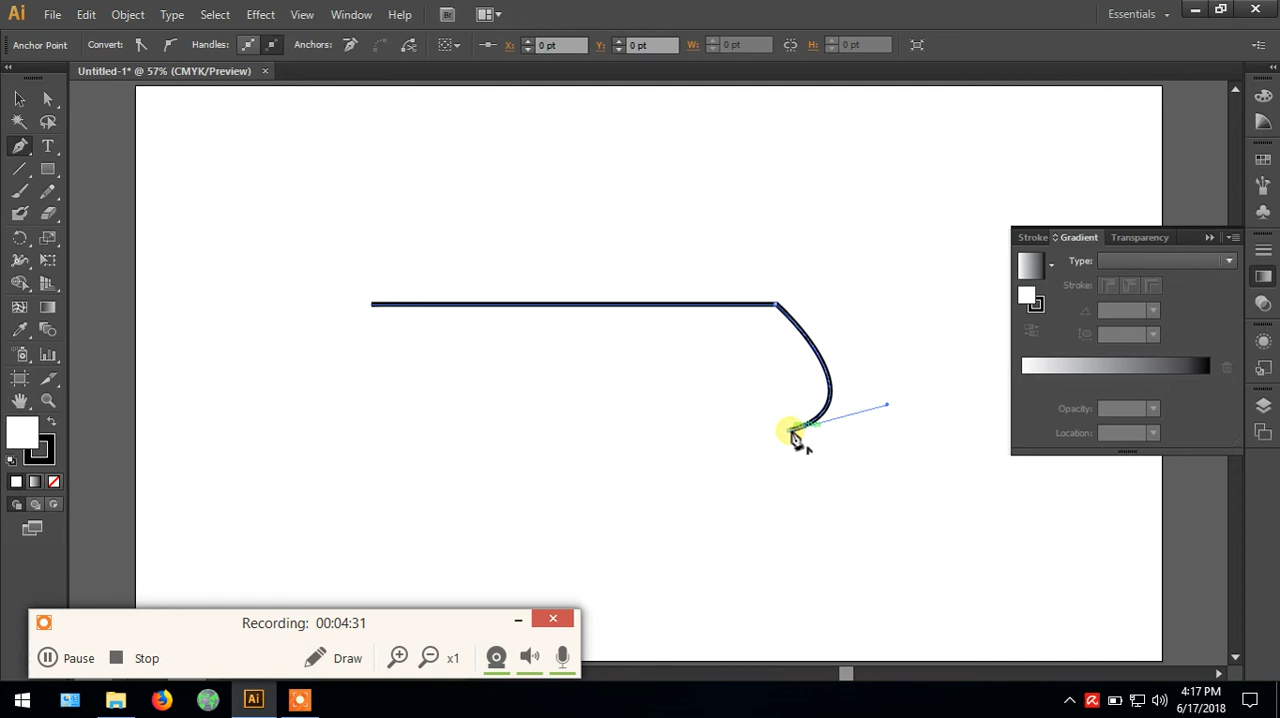 Ai File Edit Object Type Select Effect View Window Help Br Essentials
Anchor Point Convert: Handles: Anchors: X: 0 pt Y: 0 pt W: 0 pt H: 0 pt
Untitled-1* @ 57% (CMYK/Preview)
T
Stroke Gradient Transparency
Type:
Stroke:
Opacity:
Location:
Recording: 00:04:31
Pause Stop Draw x1
Ai
4:17 PM
6/17/2018